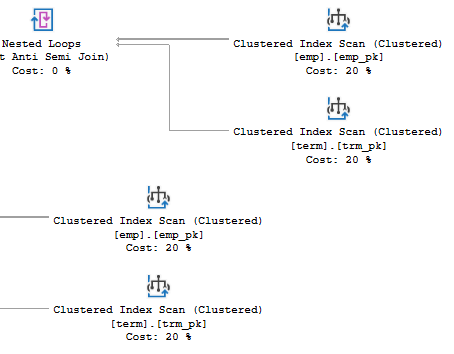 Nested Loops
t Anti Semi Join)
Cost: 0 %
Clustered Index Scan (Clustered)
[emp].[emp_pk]
Cost: 20 %
Clustered Index Scan (Clustered)
[term].[trm_pk]
Cost: 20 %
Clustered Index Scan (Clustered)
[emp].[emp_pk]
Cost: 20 %
Clustered Index Scan (Clustered)
[term].[trm_pk]
Cost: 20 %